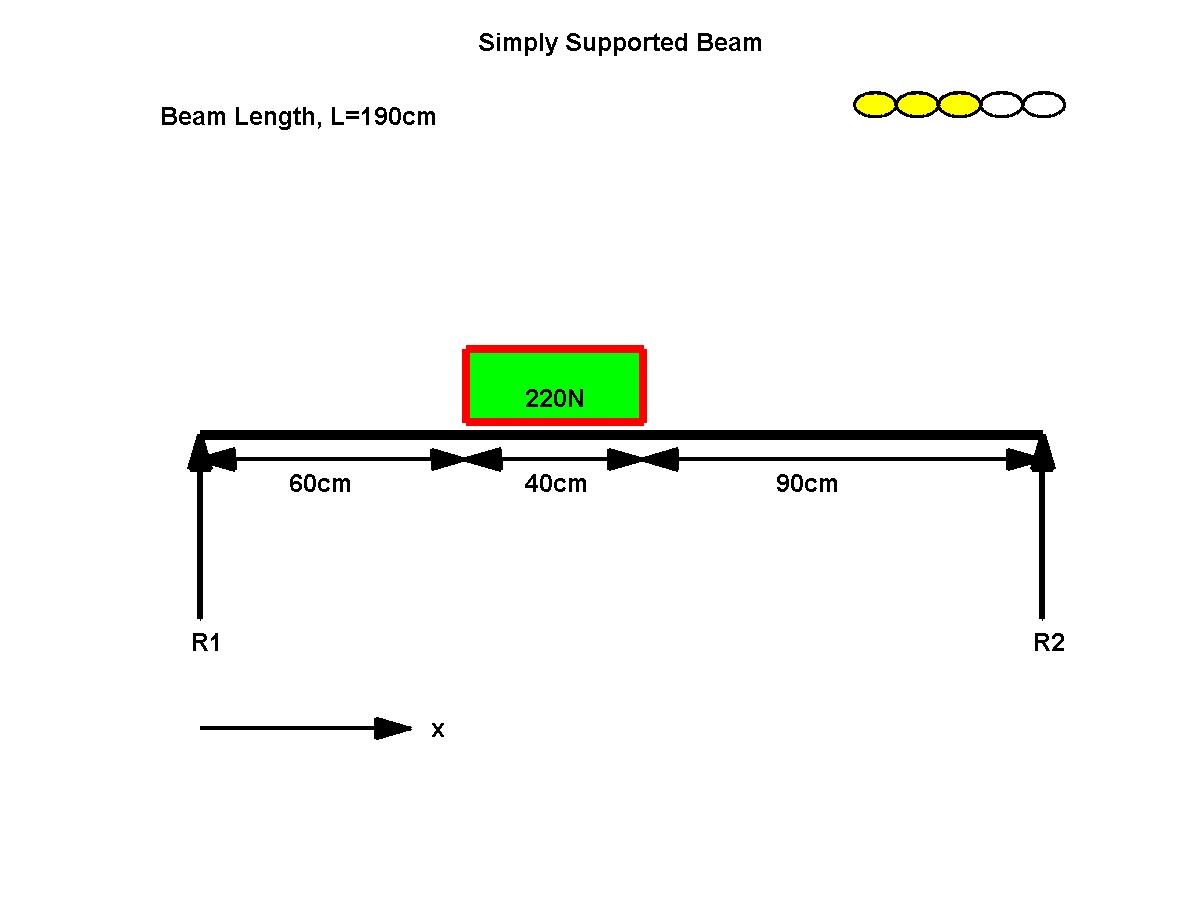 Simply Supported Beam
Beam Length, L=190cm
220N
60cm
40cm
90cm
R1
R2
x